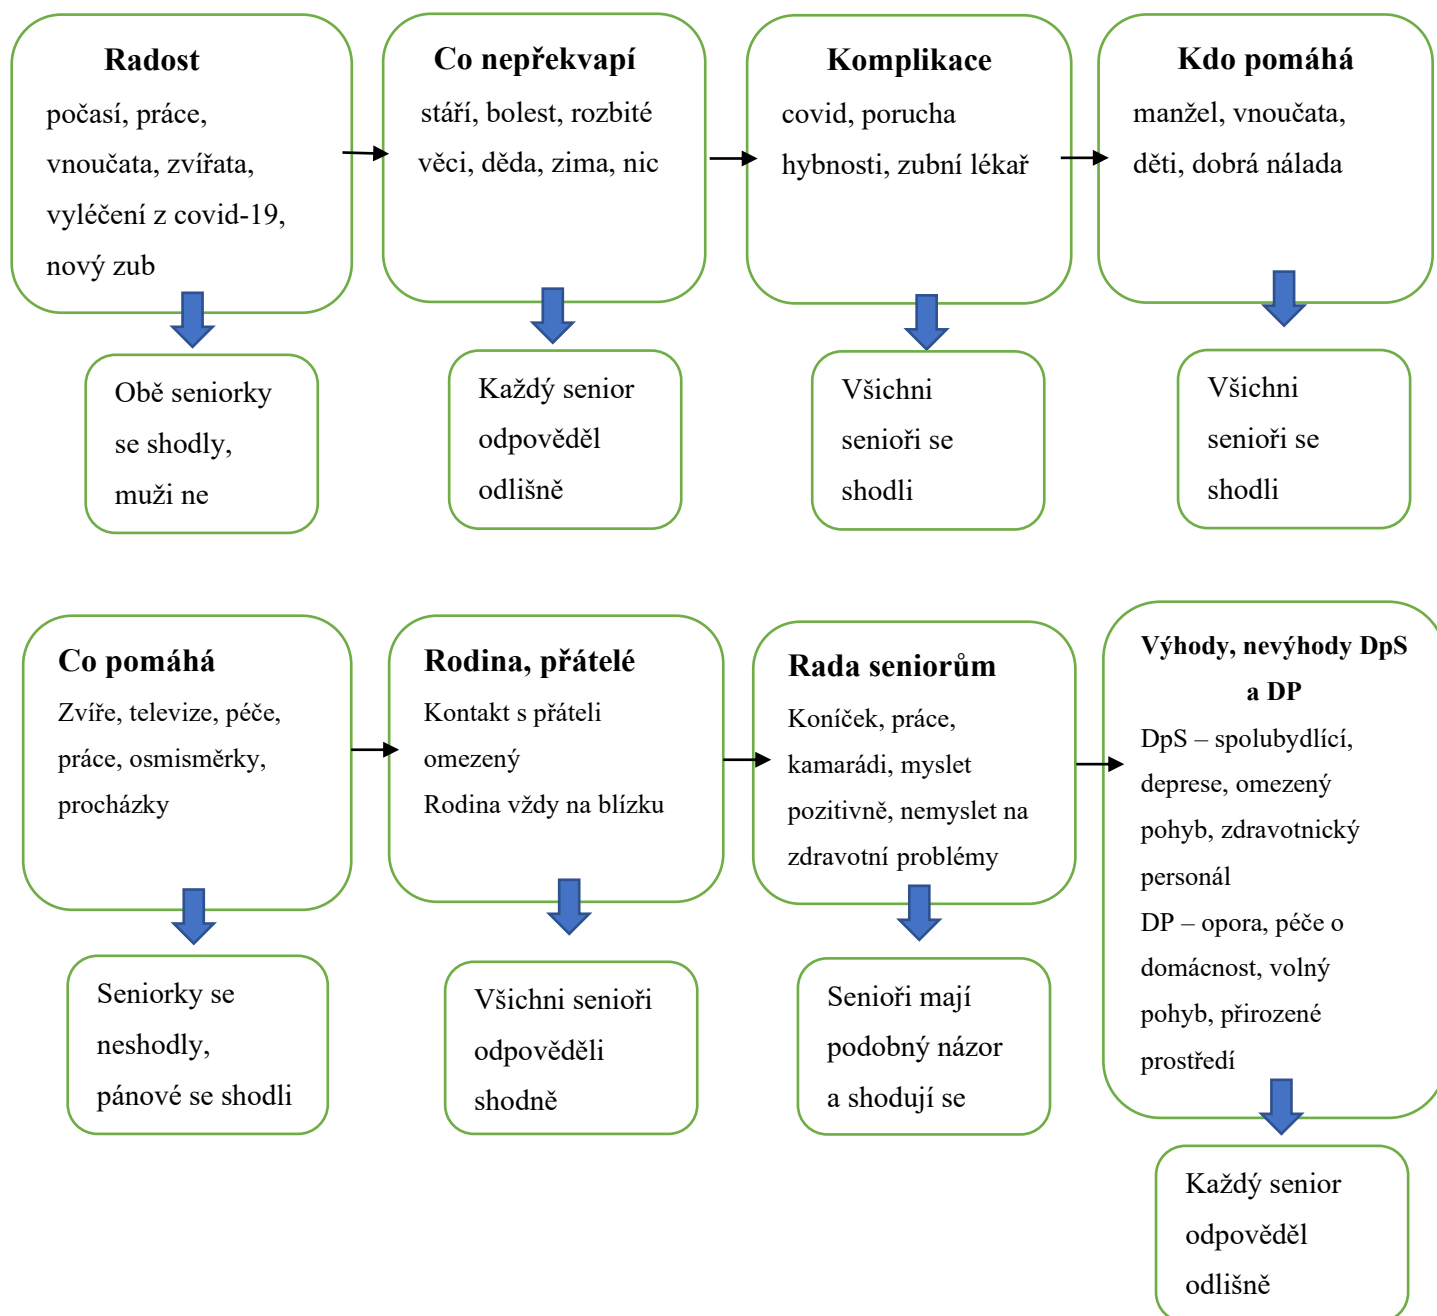 Radost
počasí, práce,
vnoučata, zvířata,
vyléčení z covid-19,
nový zub
Co nepřekvapí
stáří, bolest, rozbité
věci, děda, zima, nic
Komplikace
covid, porucha
hybnosti, zubní lékař
Kdo pomáhá
manžel, vnoučata,
děti, dobrá nálada
Obě seniorky
se shodly,
muži ne
Každý senior
odpověděl
odlišně
Všichni
senioři se
shodli
Všichni
senioři se
shodli
Co pomáhá
Zvíře, televize, péče,
práce, osmisměrky,
procházky
Rodina, přátelé
Kontakt s přáteli
omezený
Rodina vždy na blízku
Rada seniorům
Koníček, práce,
kamarádi, myslet
pozitivně, nemyslet na
zdravotní problémy
Výhody, nevýhody DpS
a DP
DpS – spolubydlící,
deprese, omezený
pohyb, zdravotnický
personál
DP – opora, péče o
domácnost, volný
pohyb, přirozené
prostředí
Seniorky se
neshodly,
pánové se shodli
Všichni senioři
odpověděli
shodně
Senioři mají
podobný názor
a shodují se
Každý senior
odpověděl
odlišně